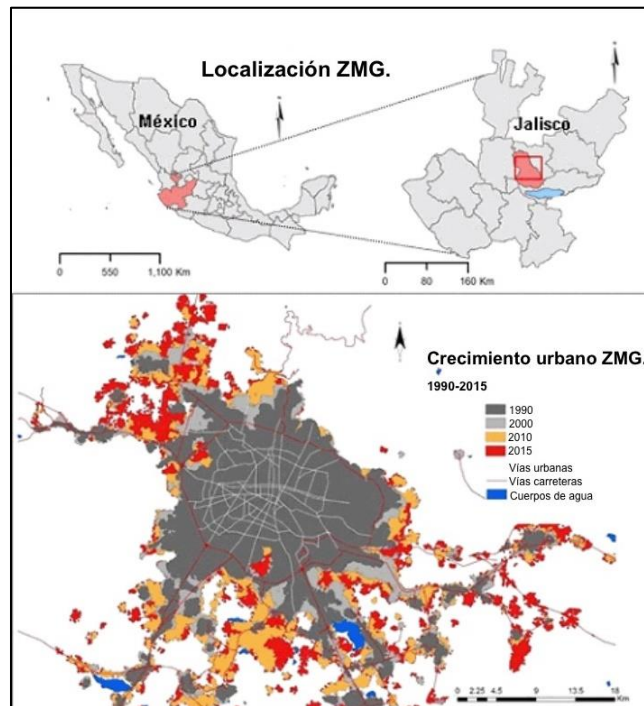 Localización ZMG.
México
Jalisco
0 550 1,100 Km
0 80 160 Km
Crecimiento urbano ZMG.
1990-2015
1990
2000
2010
2015
Vías urbanas
Vías carreteras
Cuerpos de agua
0 2.25 4.5 9 13.5 18
Km